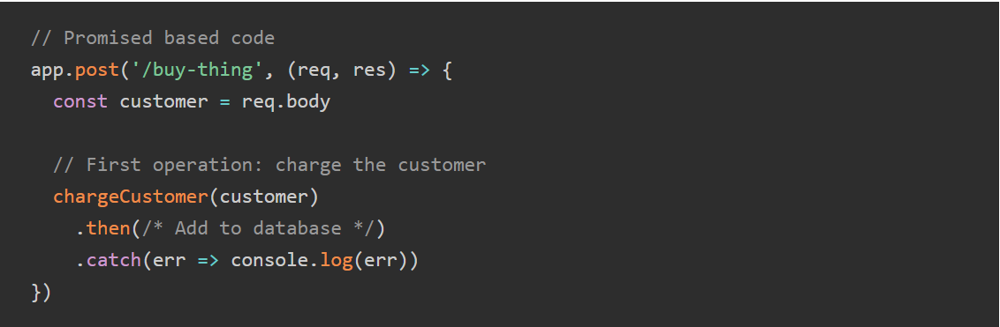 // Promised based code
app.post('/buy-thing', (req, res) => {
  const customer = req.body
  // First operation: charge the customer
  chargeCustomer(customer)
    .then(/* Add to database */)
    .catch(err => console.log(err))
})